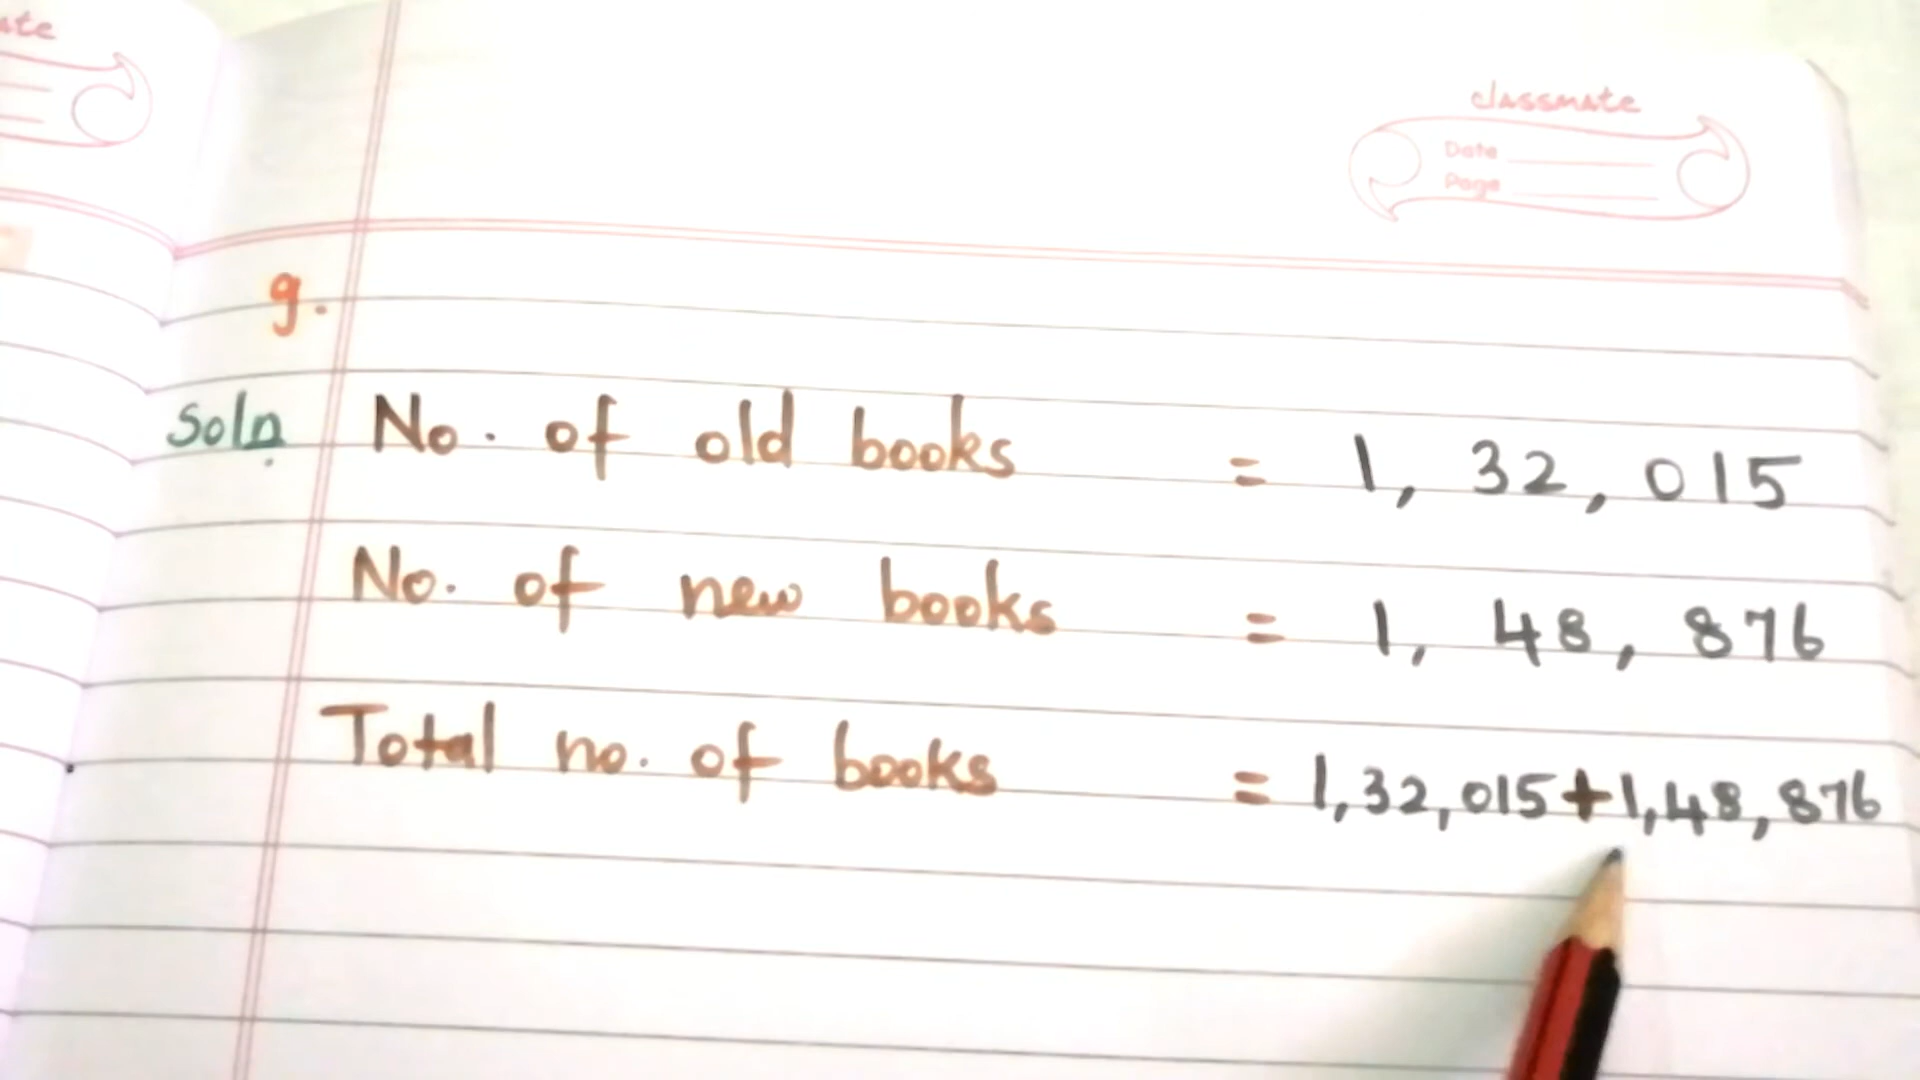 ate
classmate
Date
Page
9.
Soln No. of old books = 1, 32, 015
No. of new books = 1, 48, 876
Total no. of books = 1,32,015+1,48,876